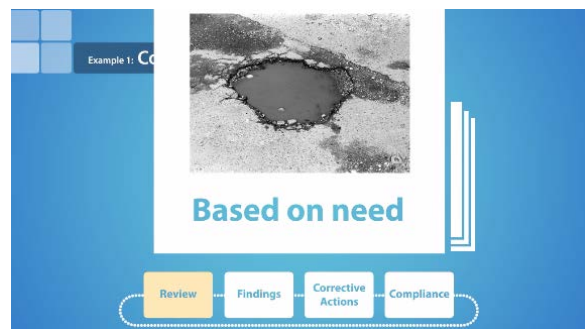 Example 1: Co
Based on need
Review
Findings
Corrective
Actions
Compliance